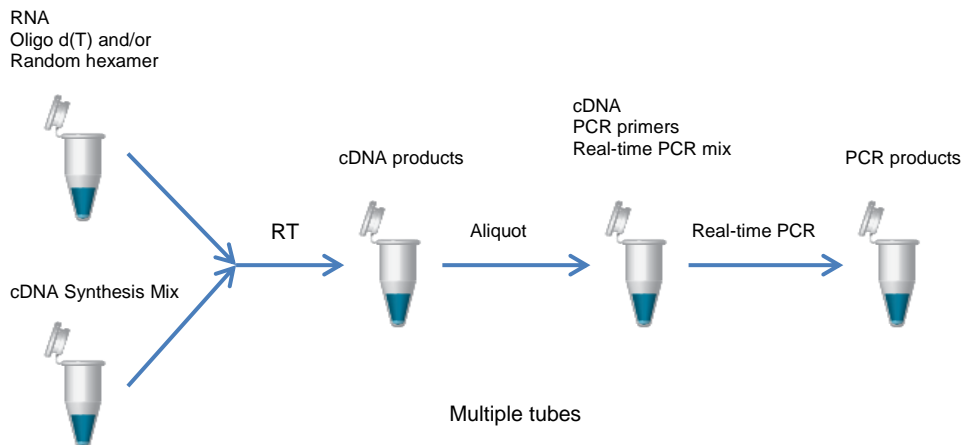 RNA
Oligo d(T) and/or
Random hexamer
cDNA
PCR primers
Real-time PCR mix
cDNA products
PCR products
RT
Aliquot
Real-time PCR
cDNA Synthesis Mix
Multiple tubes